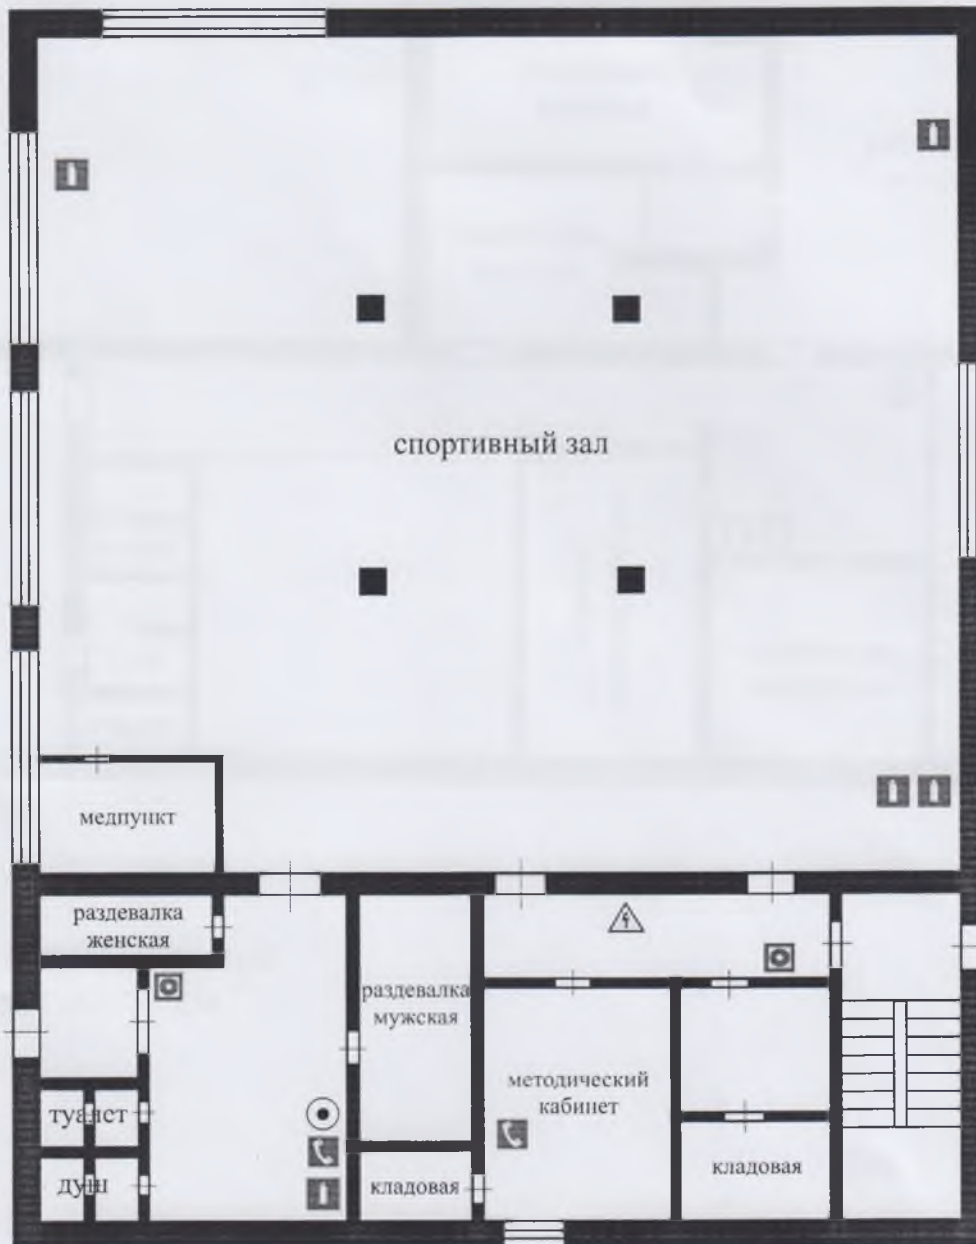 спортивный зал
медпункт
раздевалка
женская
раздевалка
мужская
методический
кабинет
туалет
душ
кладовая
кладовая